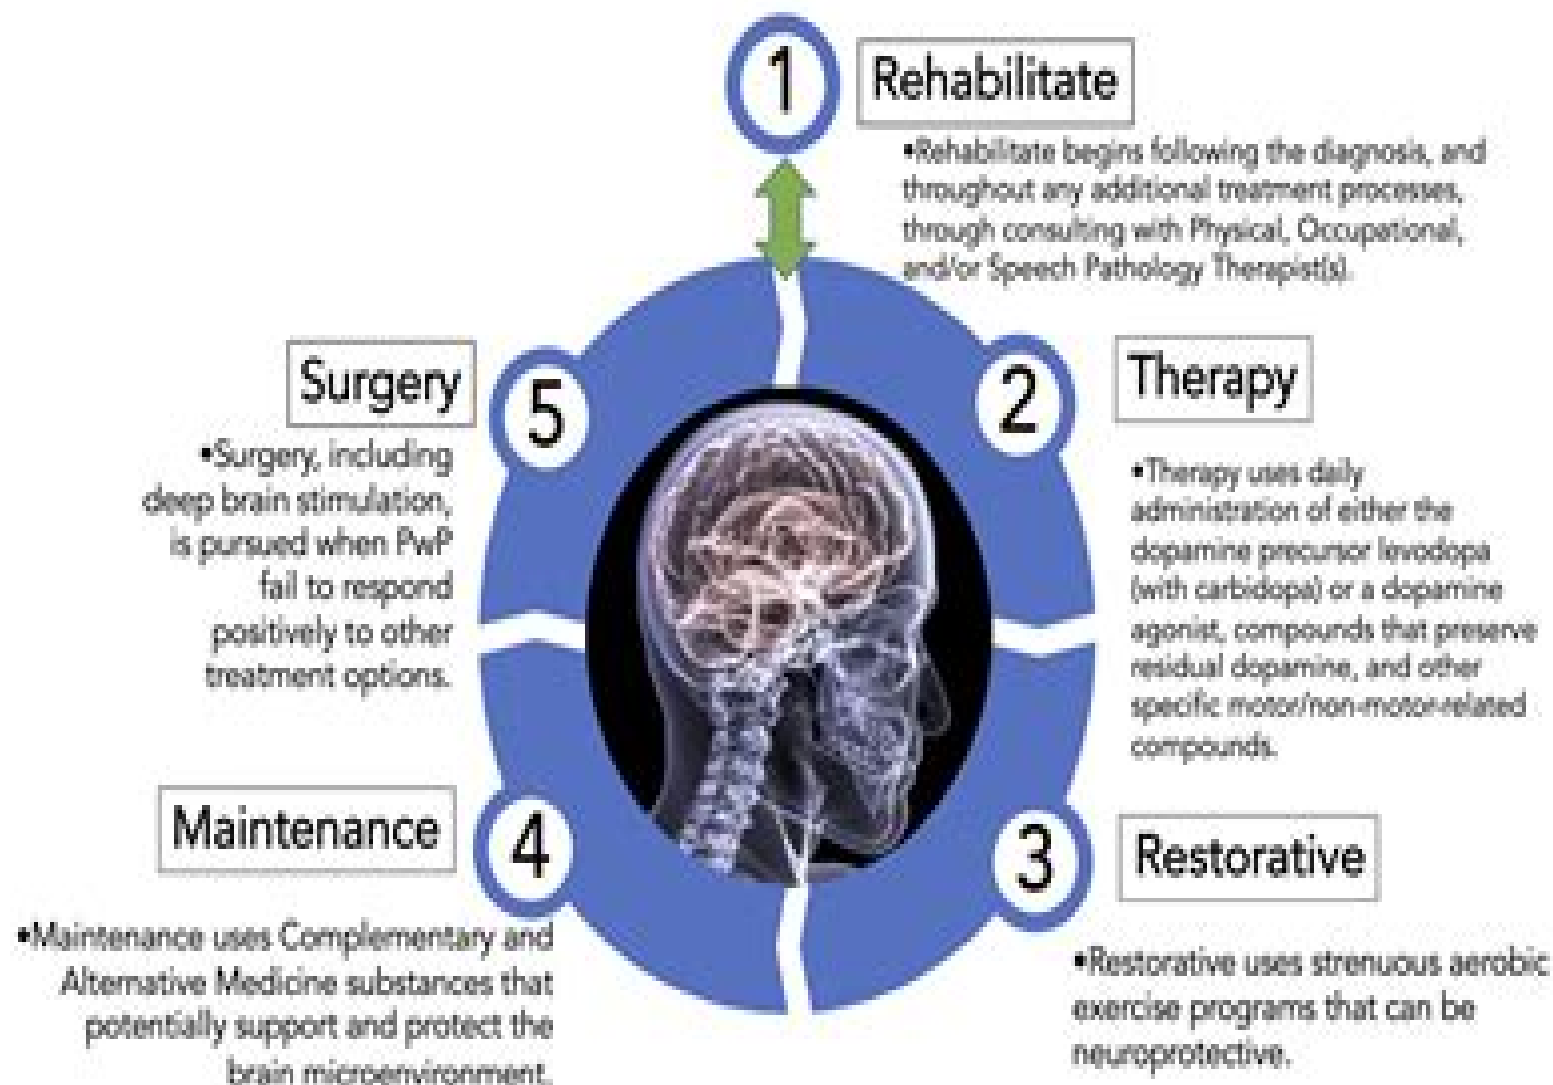 1
Rehabilitate
•Rehabilitate begins following the diagnosis, and
throughout any additional treatment processes,
through consulting with Physical, Occupational,
and/or Speech Pathology Therapist(s).
2
Therapy
•Therapy uses daily
administration of either the
dopamine precursor levodopa
(with carbidopa) or a dopamine
agonist, compounds that preserve
residual dopamine, and other
specific motor/non-motor-related
compounds.
3
Restorative
•Restorative uses strenuous aerobic
exercise programs that can be
neuroprotective.
4
Maintenance
•Maintenance uses Complementary and
Alternative Medicine substances that
potentially support and protect the
brain microenvironment.
5
Surgery
•Surgery, including
deep brain stimulation,
is pursued when PwP
fail to respond
positively to other
treatment options.